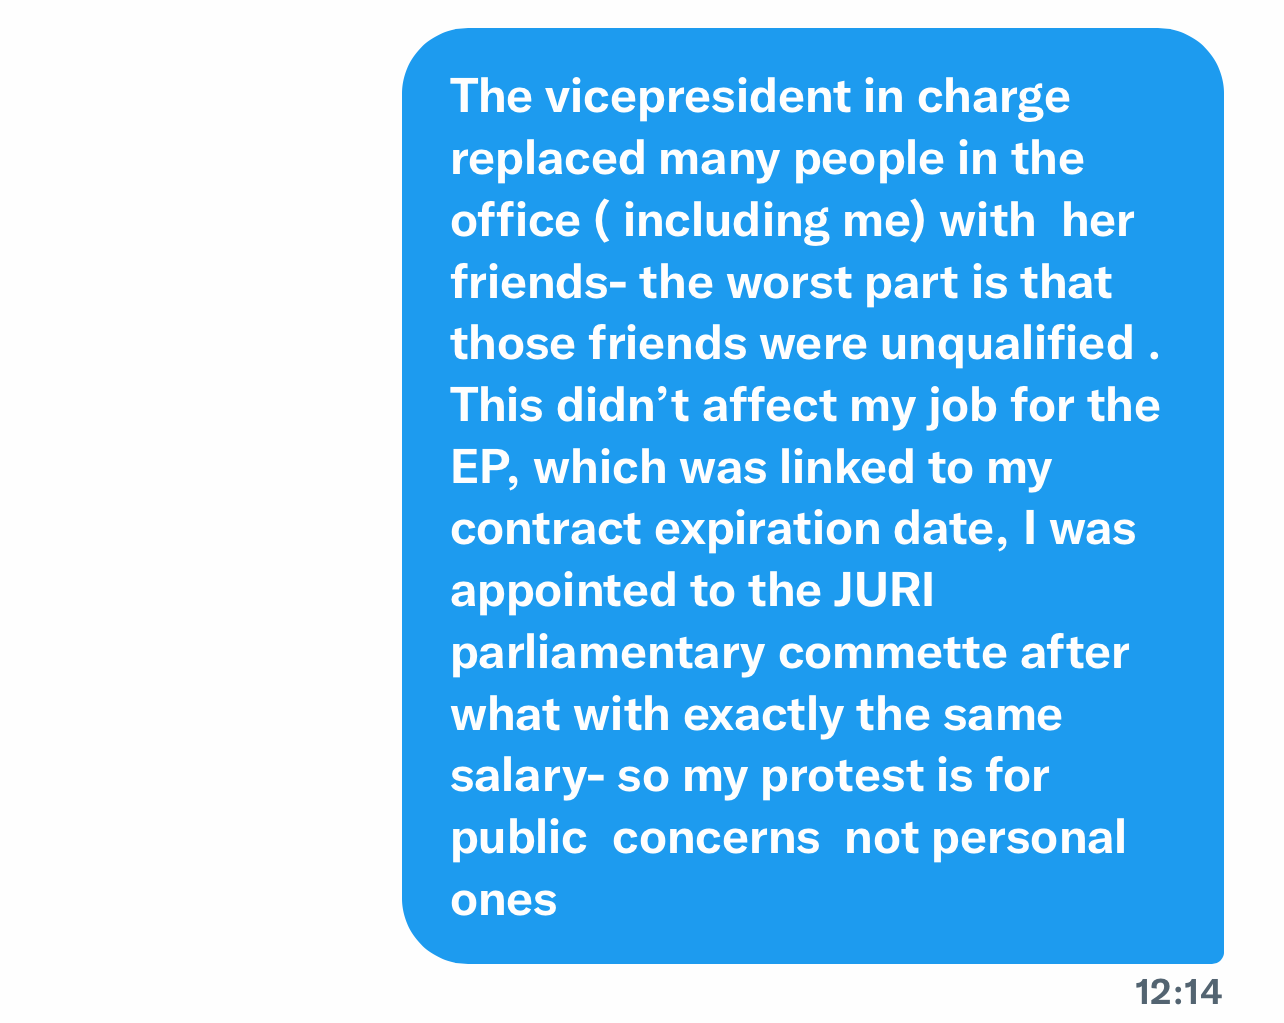 The vicepresident in charge
replaced many people in the
office ( including me) with  her
friends- the worst part is that
those friends were unqualified .
This didn’t affect my job for the
EP, which was linked to my
contract expiration date, I was
appointed to the JURI
parliamentary commette after
what with exactly the same
salary- so my protest is for
public  concerns  not personal
ones
12:14